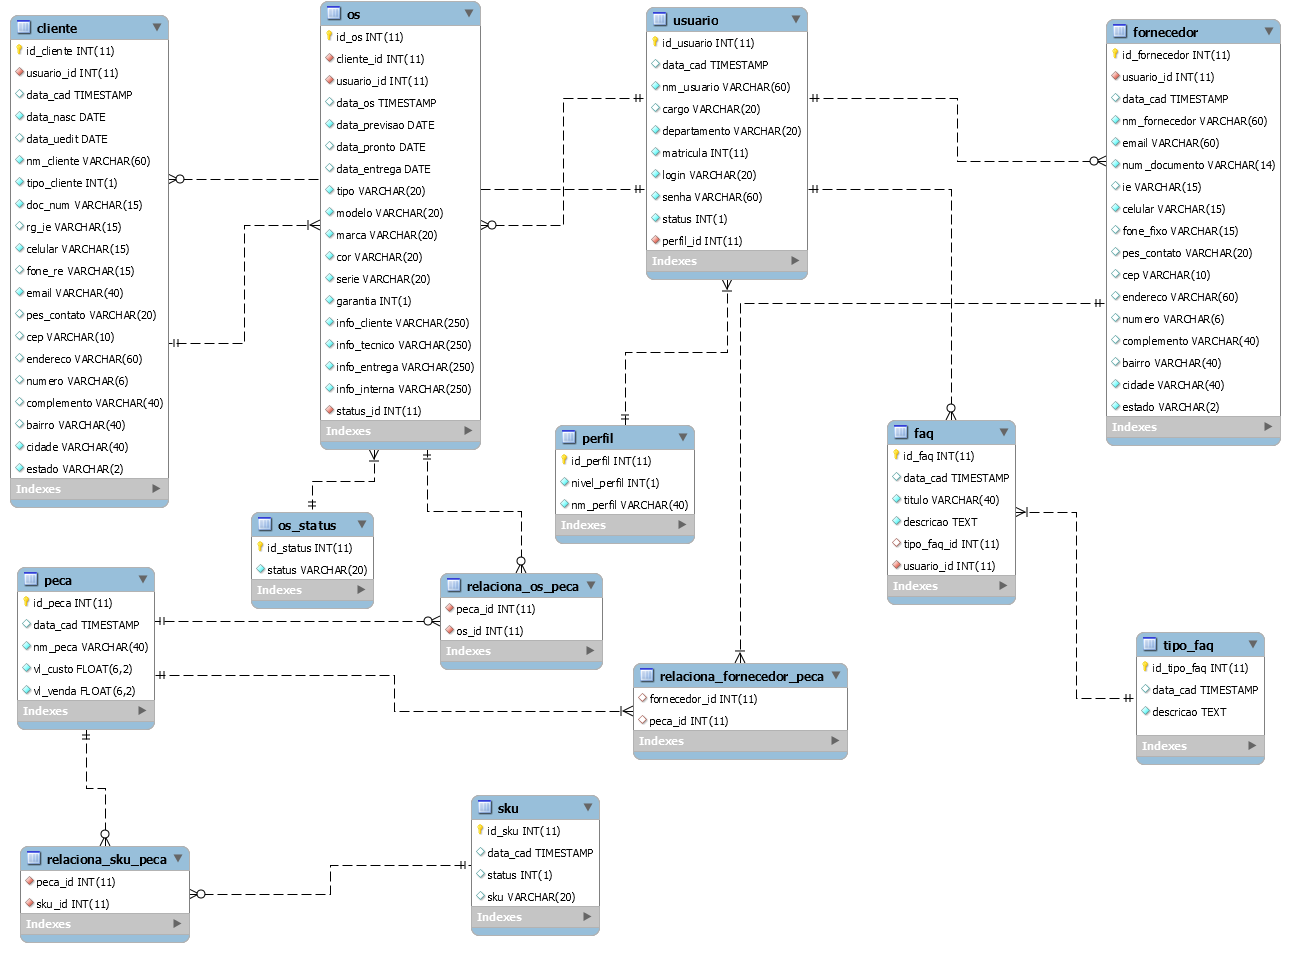 cliente
id_cliente INT(11)
usuario_id INT(11)
data_cad TIMESTAMP
data_nasc DATE
data_uedit DATE
nm_cliente VARCHAR(60)
tipo_cliente INT(1)
doc_num VARCHAR(15)
rg_ie VARCHAR(15)
celular VARCHAR(15)
fone_re VARCHAR(15)
email VARCHAR(40)
pes_contato VARCHAR(20)
cep VARCHAR(10)
endereco VARCHAR(60)
numero VARCHAR(6)
complemento VARCHAR(40)
bairro VARCHAR(40)
cidade VARCHAR(40)
estado VARCHAR(2)
Indexes
os
id_os INT(11)
cliente_id INT(11)
usuario_id INT(11)
data_os TIMESTAMP
data_previsao DATE
data_pronto DATE
data_entrega DATE
tipo VARCHAR(20)
modelo VARCHAR(20)
marca VARCHAR(20)
cor VARCHAR(20)
serie VARCHAR(20)
garantia INT(1)
info_cliente VARCHAR(250)
info_tecnico VARCHAR(250)
info_entrega VARCHAR(250)
info_interna VARCHAR(250)
status_id INT(11)
Indexes
usuario
id_usuario INT(11)
data_cad TIMESTAMP
nm_usuario VARCHAR(60)
cargo VARCHAR(20)
departamento VARCHAR(20)
matricula INT(11)
login VARCHAR(20)
senha VARCHAR(60)
status INT(1)
perfil_id INT(11)
Indexes
fornecedor
id_fornecedor INT(11)
usuario_id INT(11)
data_cad TIMESTAMP
nm_fornecedor VARCHAR(60)
email VARCHAR(60)
num_documento VARCHAR(14)
ie VARCHAR(15)
celular VARCHAR(15)
fone_fixo VARCHAR(15)
pes_contato VARCHAR(20)
cep VARCHAR(10)
endereco VARCHAR(60)
numero VARCHAR(6)
complemento VARCHAR(40)
bairro VARCHAR(40)
cidade VARCHAR(40)
estado VARCHAR(2)
Indexes
perfil
id_perfil INT(11)
nivel_perfil INT(1)
nm_perfil VARCHAR(40)
Indexes
faq
id_faq INT(11)
data_cad TIMESTAMP
titulo VARCHAR(40)
descricao TEXT
tipo_faq_id INT(11)
usuario_id INT(11)
Indexes
os_status
id_status INT(11)
status VARCHAR(20)
Indexes
peca
id_peca INT(11)
data_cad TIMESTAMP
nm_peca VARCHAR(40)
vl_custo FLOAT(6,2)
vl_venda FLOAT(6,2)
Indexes
relaciona_os_peca
peca_id INT(11)
os_id INT(11)
Indexes
relaciona_fornecedor_peca
fornecedor_id INT(11)
peca_id INT(11)
Indexes
tipo_faq
id_tipo_faq INT(11)
data_cad TIMESTAMP
descricao TEXT
Indexes
sku
id_sku INT(11)
data_cad TIMESTAMP
status INT(1)
sku VARCHAR(20)
Indexes
relaciona_sku_peca
peca_id INT(11)
sku_id INT(11)
Indexes